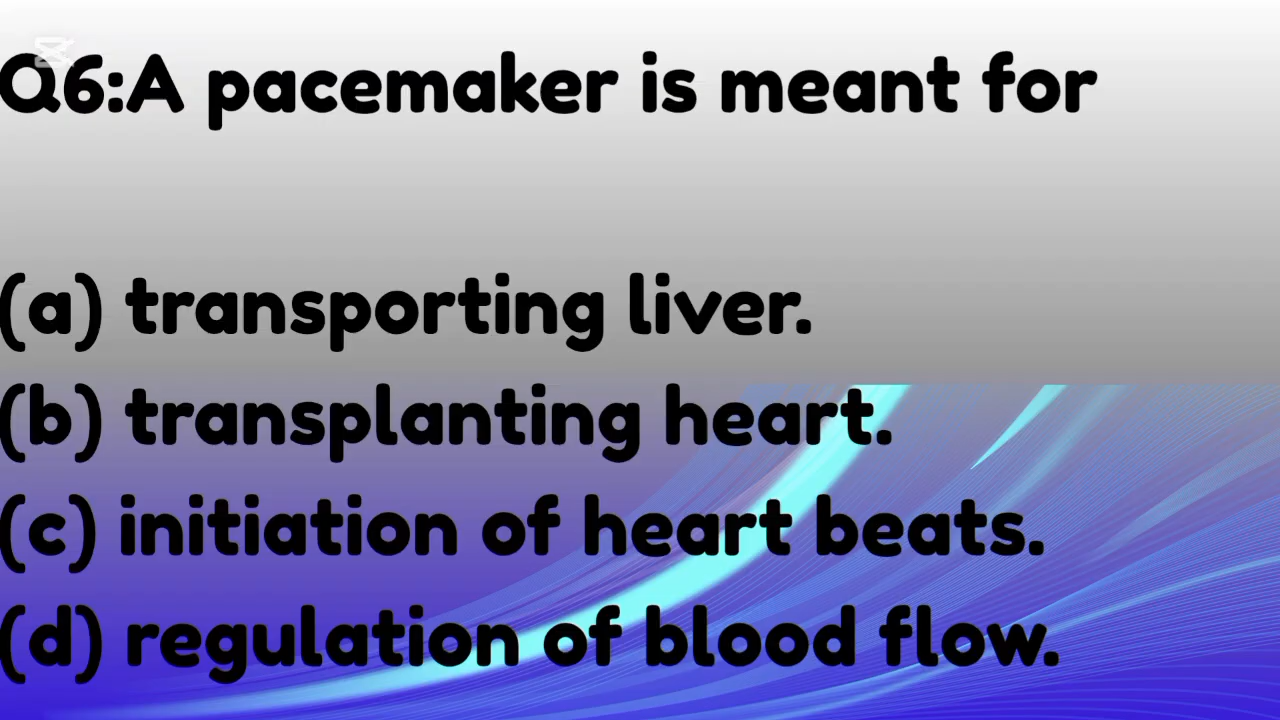 Q6:A pacemaker is meant for
(a) transporting liver.
(b) transplanting heart.
(c) initiation of heart beats.
(d) regulation of blood flow.